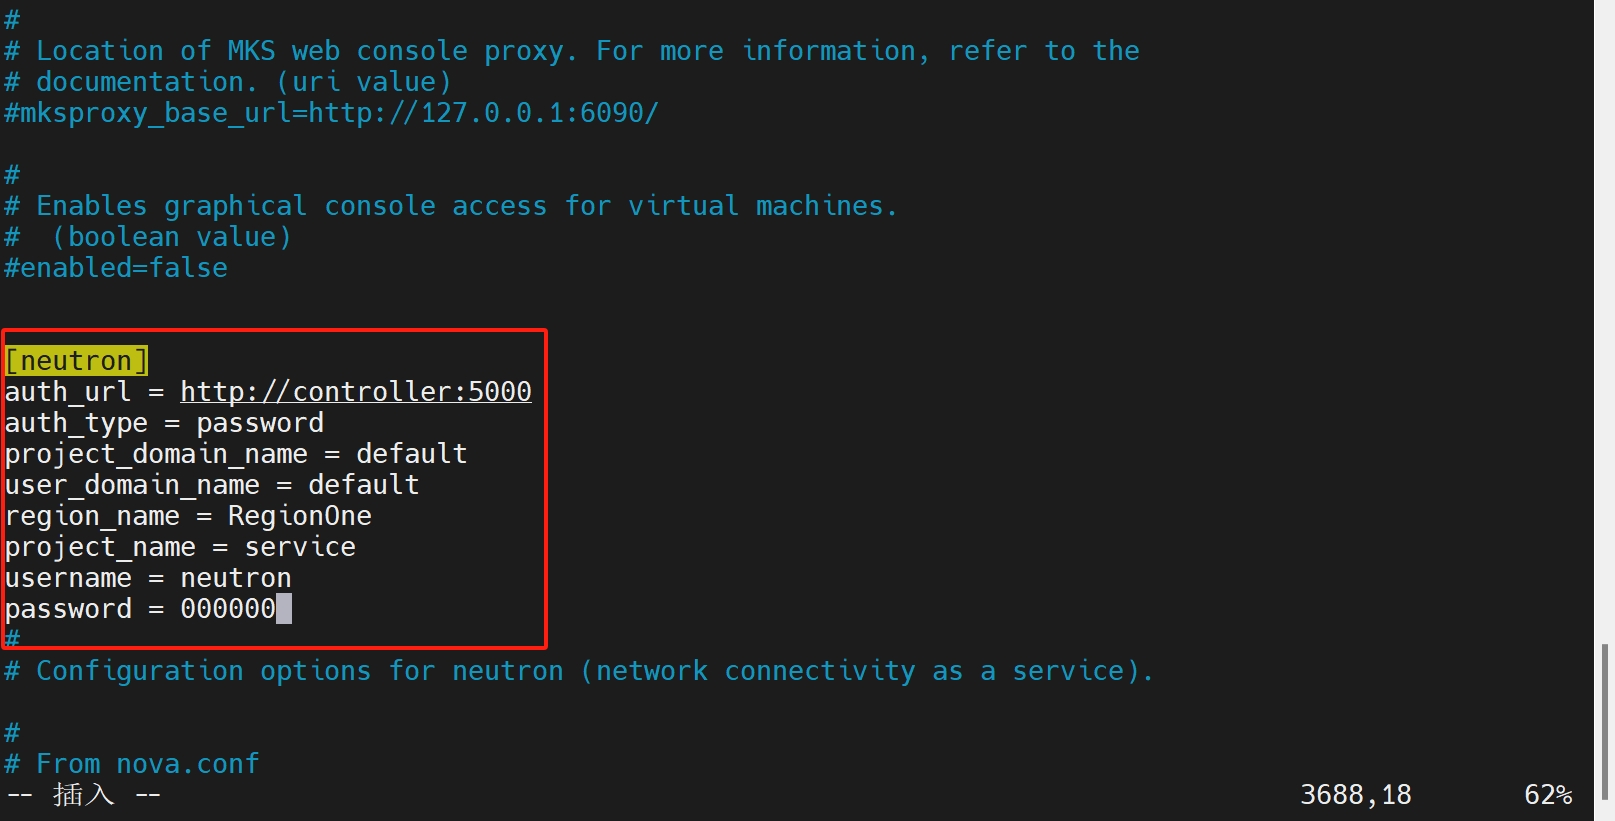 #
# Location of MKS web console proxy. For more information, refer to the
# documentation. (uri value)
#mksproxy_base_url=http://127.0.0.1:6090/
#
# Enables graphical console access for virtual machines.
#  (boolean value)
#enabled=false
[neutron]
auth_url = http://controller:5000
auth_type = password
project_domain_name = default
user_domain_name = default
region_name = RegionOne
project_name = service
username = neutron
password = 000000
#
# Configuration options for neutron (network connectivity as a service).
#
# From nova.conf
-- 插入 -- 3688,18 62%